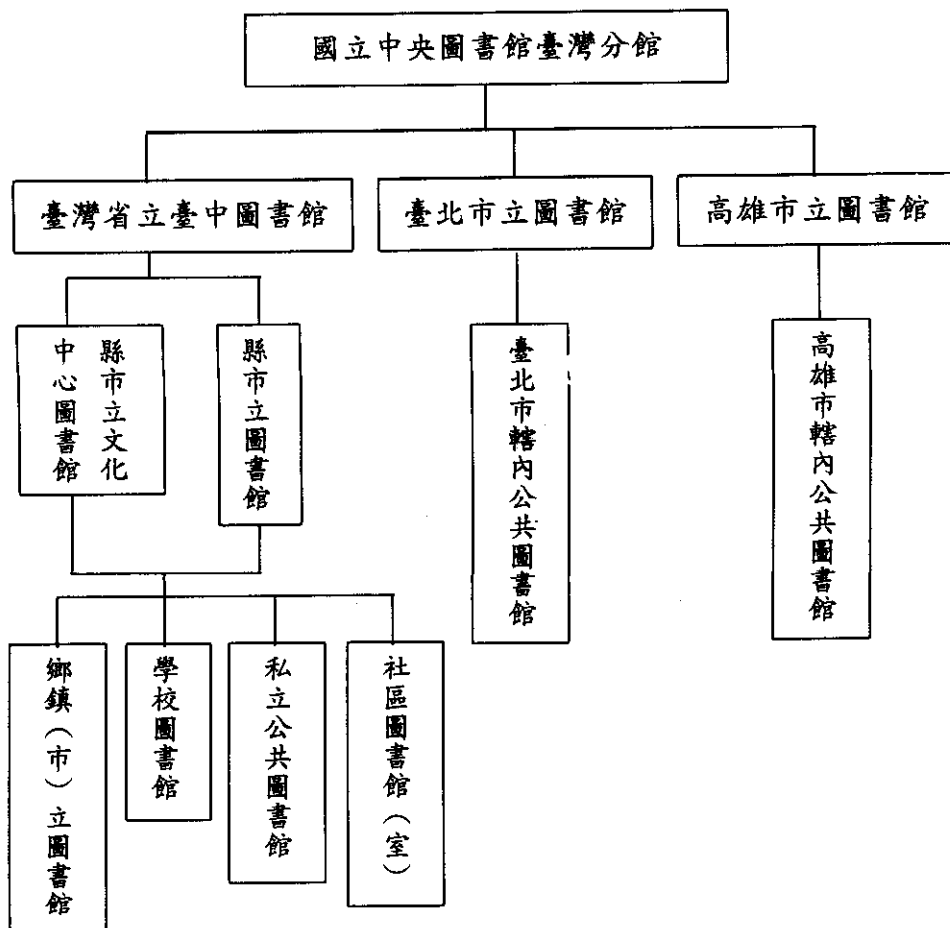 國立中央圖書館臺灣分館
臺灣省立臺中圖書館
臺北市立圖書館
高雄市立圖書館
縣市立文化
中心圖書館
縣市立圖書館
臺北市轄內公共圖書館
高雄市轄內公共圖書館
鄉鎮（市）立圖書館
學校圖書館
私立公共圖書館
社區圖書館（室）